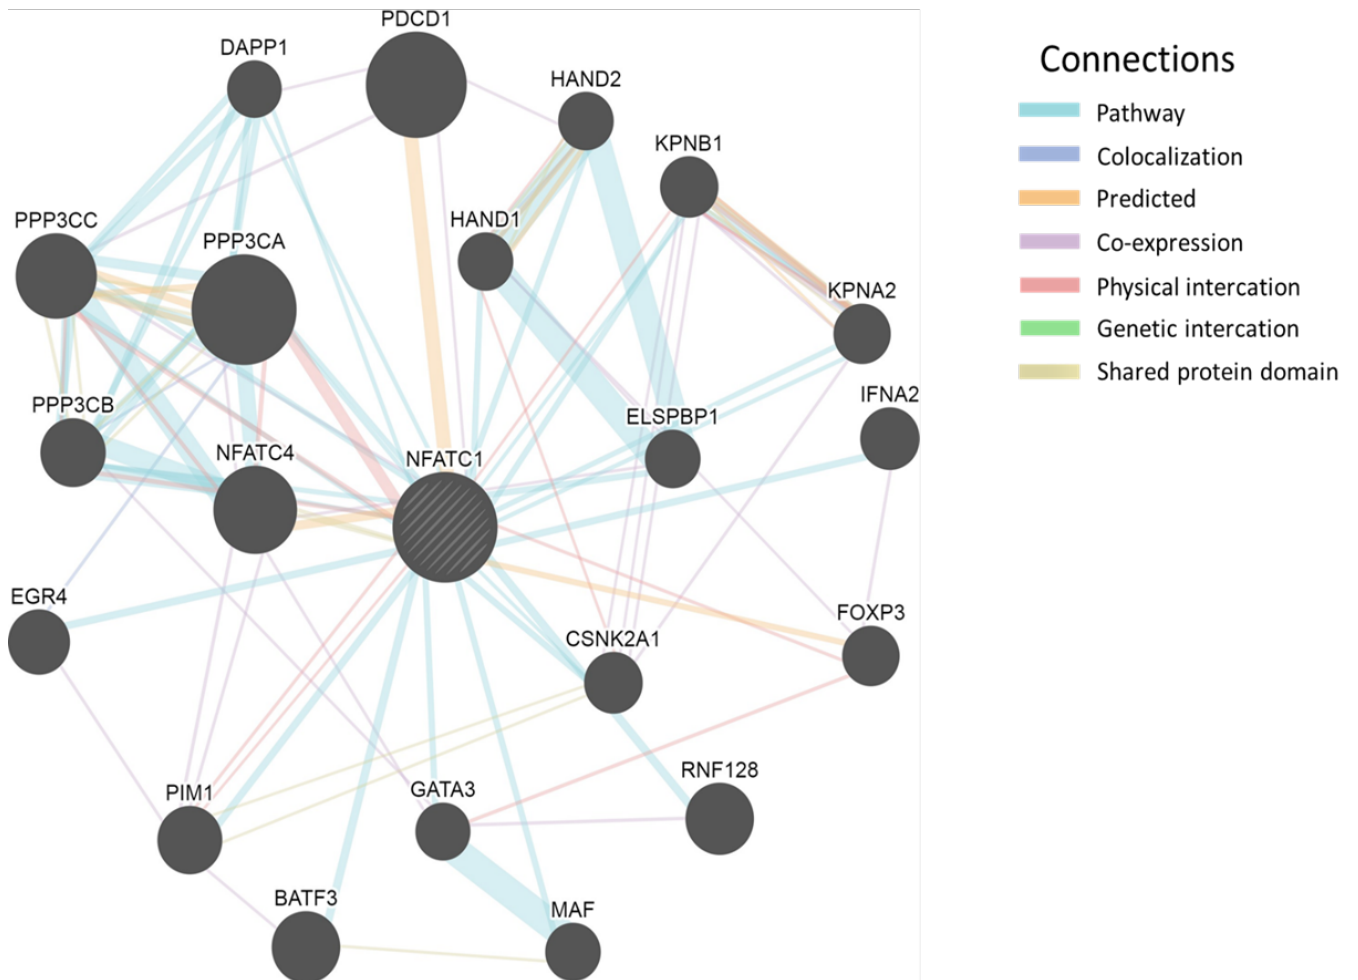 PDCD1
DAPP1
HAND2
KPNB1
HAND1
PPP3CC
PPP3CA
KPNA2
IFNA2
PPP3CB
ELSPBP1
NFATC4
NFATC1
EGR4
FOXP3
CSNK2A1
RNF128
PIM1
GATA3
BATF3
MAF
Connections
Pathway
Colocalization
Predicted
Co-expression
Physical intercation
Genetic intercation
Shared protein domain